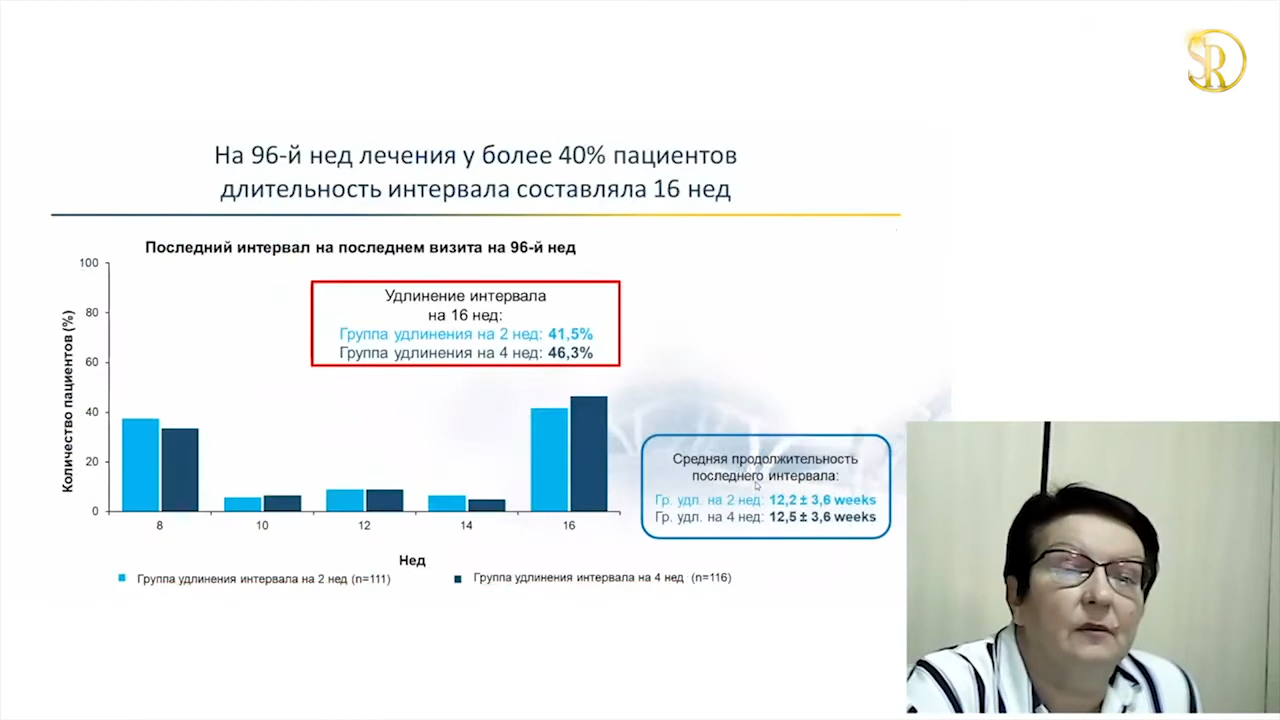 SR
На 96-й нед лечения у более 40% пациентов
длительность интервала составляла 16 нед
Последний интервал на последнем визита на 96-й нед
Количество пациентов (%)
100
80
60
40
20
0
Удлинение интервала
на 16 нед:
Группа удлинения на 2 нед: 41,5%
Группа удлинения на 4 нед: 46,3%
8 10 12 14 16
Нед
Группа удлинения интервала на 2 нед (n=111) Группа удлинения интервала на 4 нед (n=116)
Средняя продолжительность
последнего интервала:
Гр. удл. на 2 нед: 12,2 ± 3,6 weeks
Гр. удл. на 4 нед: 12,5 ± 3,6 weeks